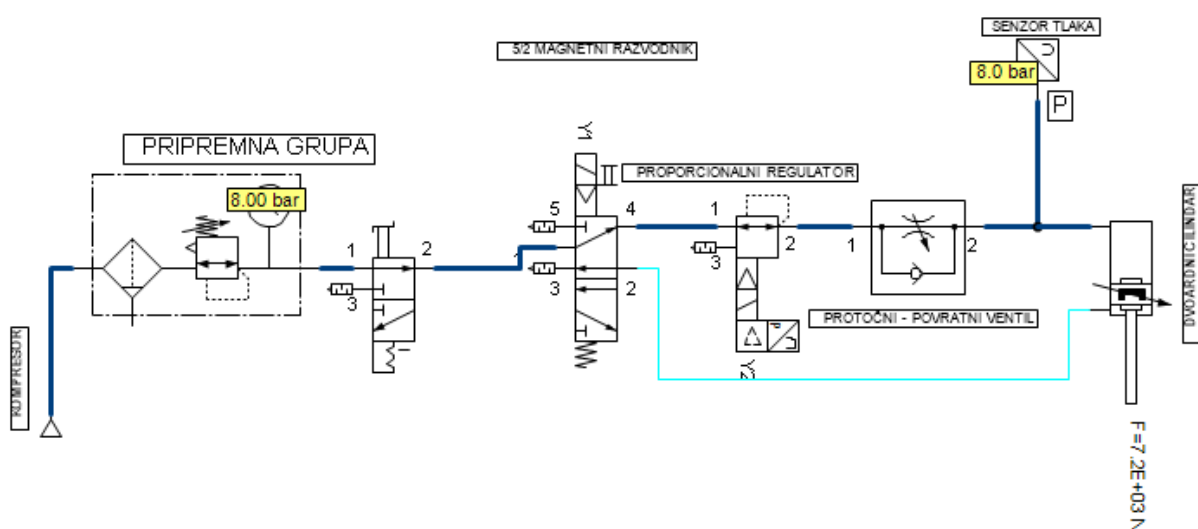 SENZOR TLAKA
5/2 MAGNETNI RAZVODNIK
U
8.0 bar
P
PRIPREMNA GRUPA
Y1
PROPORCIONALNI REGULATOR
8.00 bar
5
4
1
2
1
2
1
2
3
3
3
2
3
PROTOČNI - POVRATNI VENTIL
P
U
Y2
DVOARDNI CILINDAR
KOMPRESOR
F=7.2E+03 N